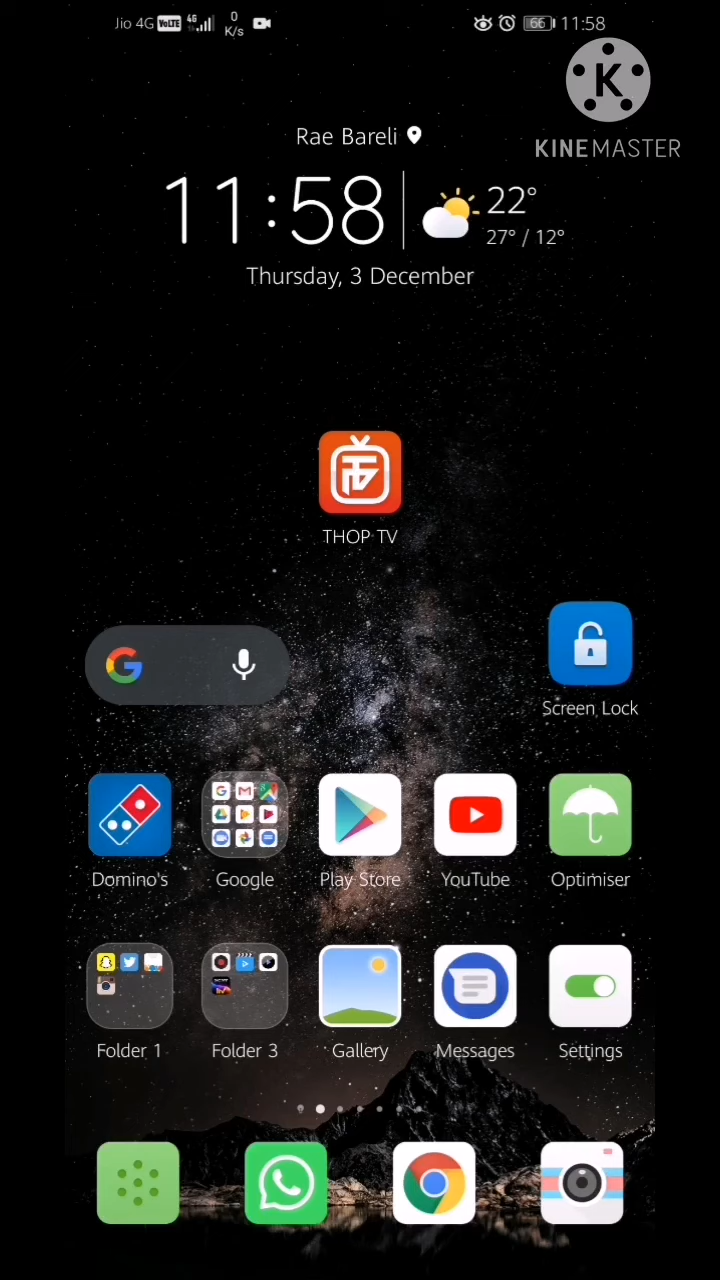 Jio 4G VoLTE 4G 0 K/s 66 11:58
K
KINEMASTER
Rae Bareli
11:58 22°
27° / 12°
Thursday, 3 December
THOP TV
Screen Lock
Domino's Google Play Store YouTube Optimiser
Folder 1 Folder 3 Gallery Messages Settings